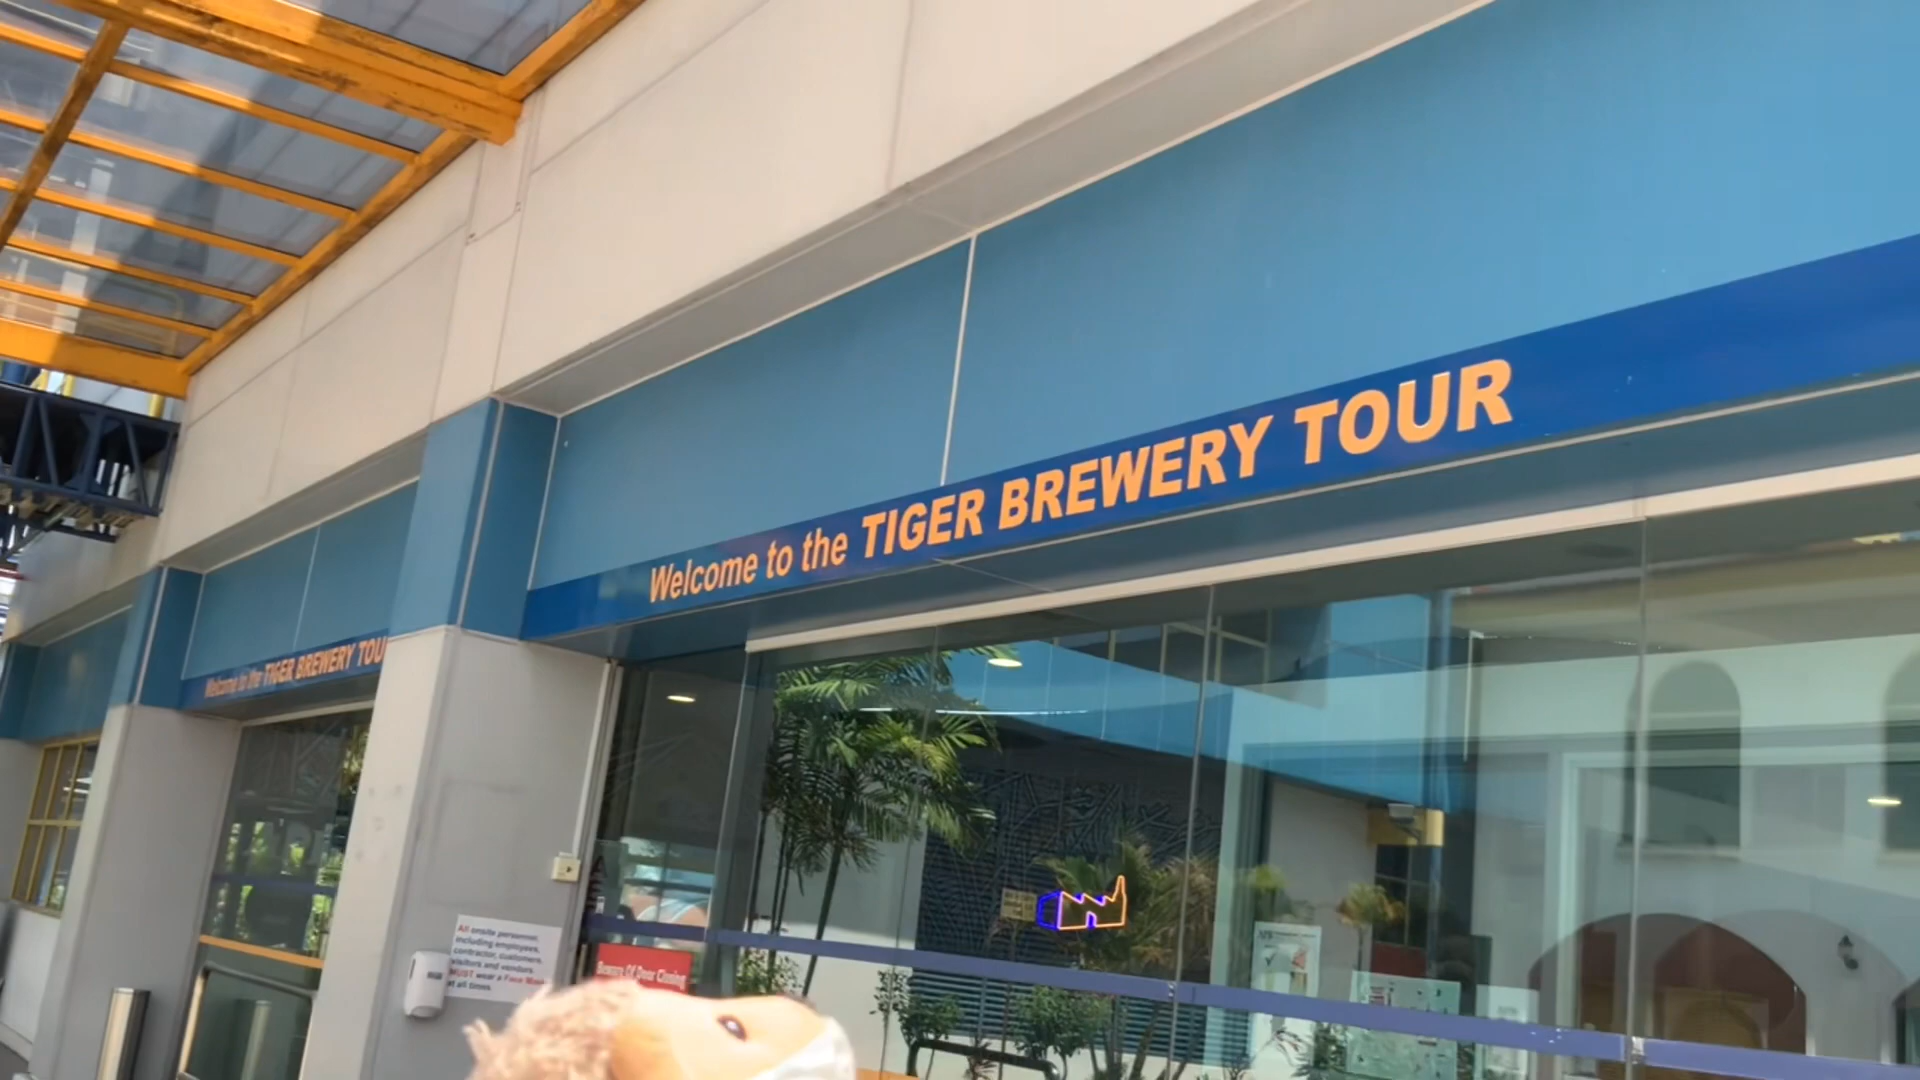 Welcome to the TIGER BREWERY TOUR
Welcome to the TIGER BREWERY TOU
All onsite personnel,
including employees,
contractor, customers,
visitors and vendors
MUST wear a Face Mask
at all times
Beware Of Door Closing